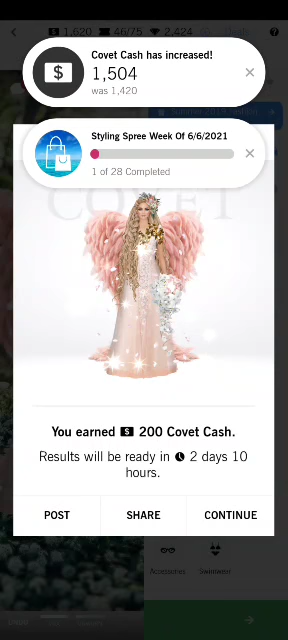 1,620 46/75 2,424
Covet Cash has increased!
1,504
was 1,420
Styling Spree Week Of 6/6/2021
1 of 28 Completed
COVET
You earned 200 Covet Cash.
Results will be ready in 2 days 10
hours.
POST SHARE CONTINUE
Accessories Swimwear